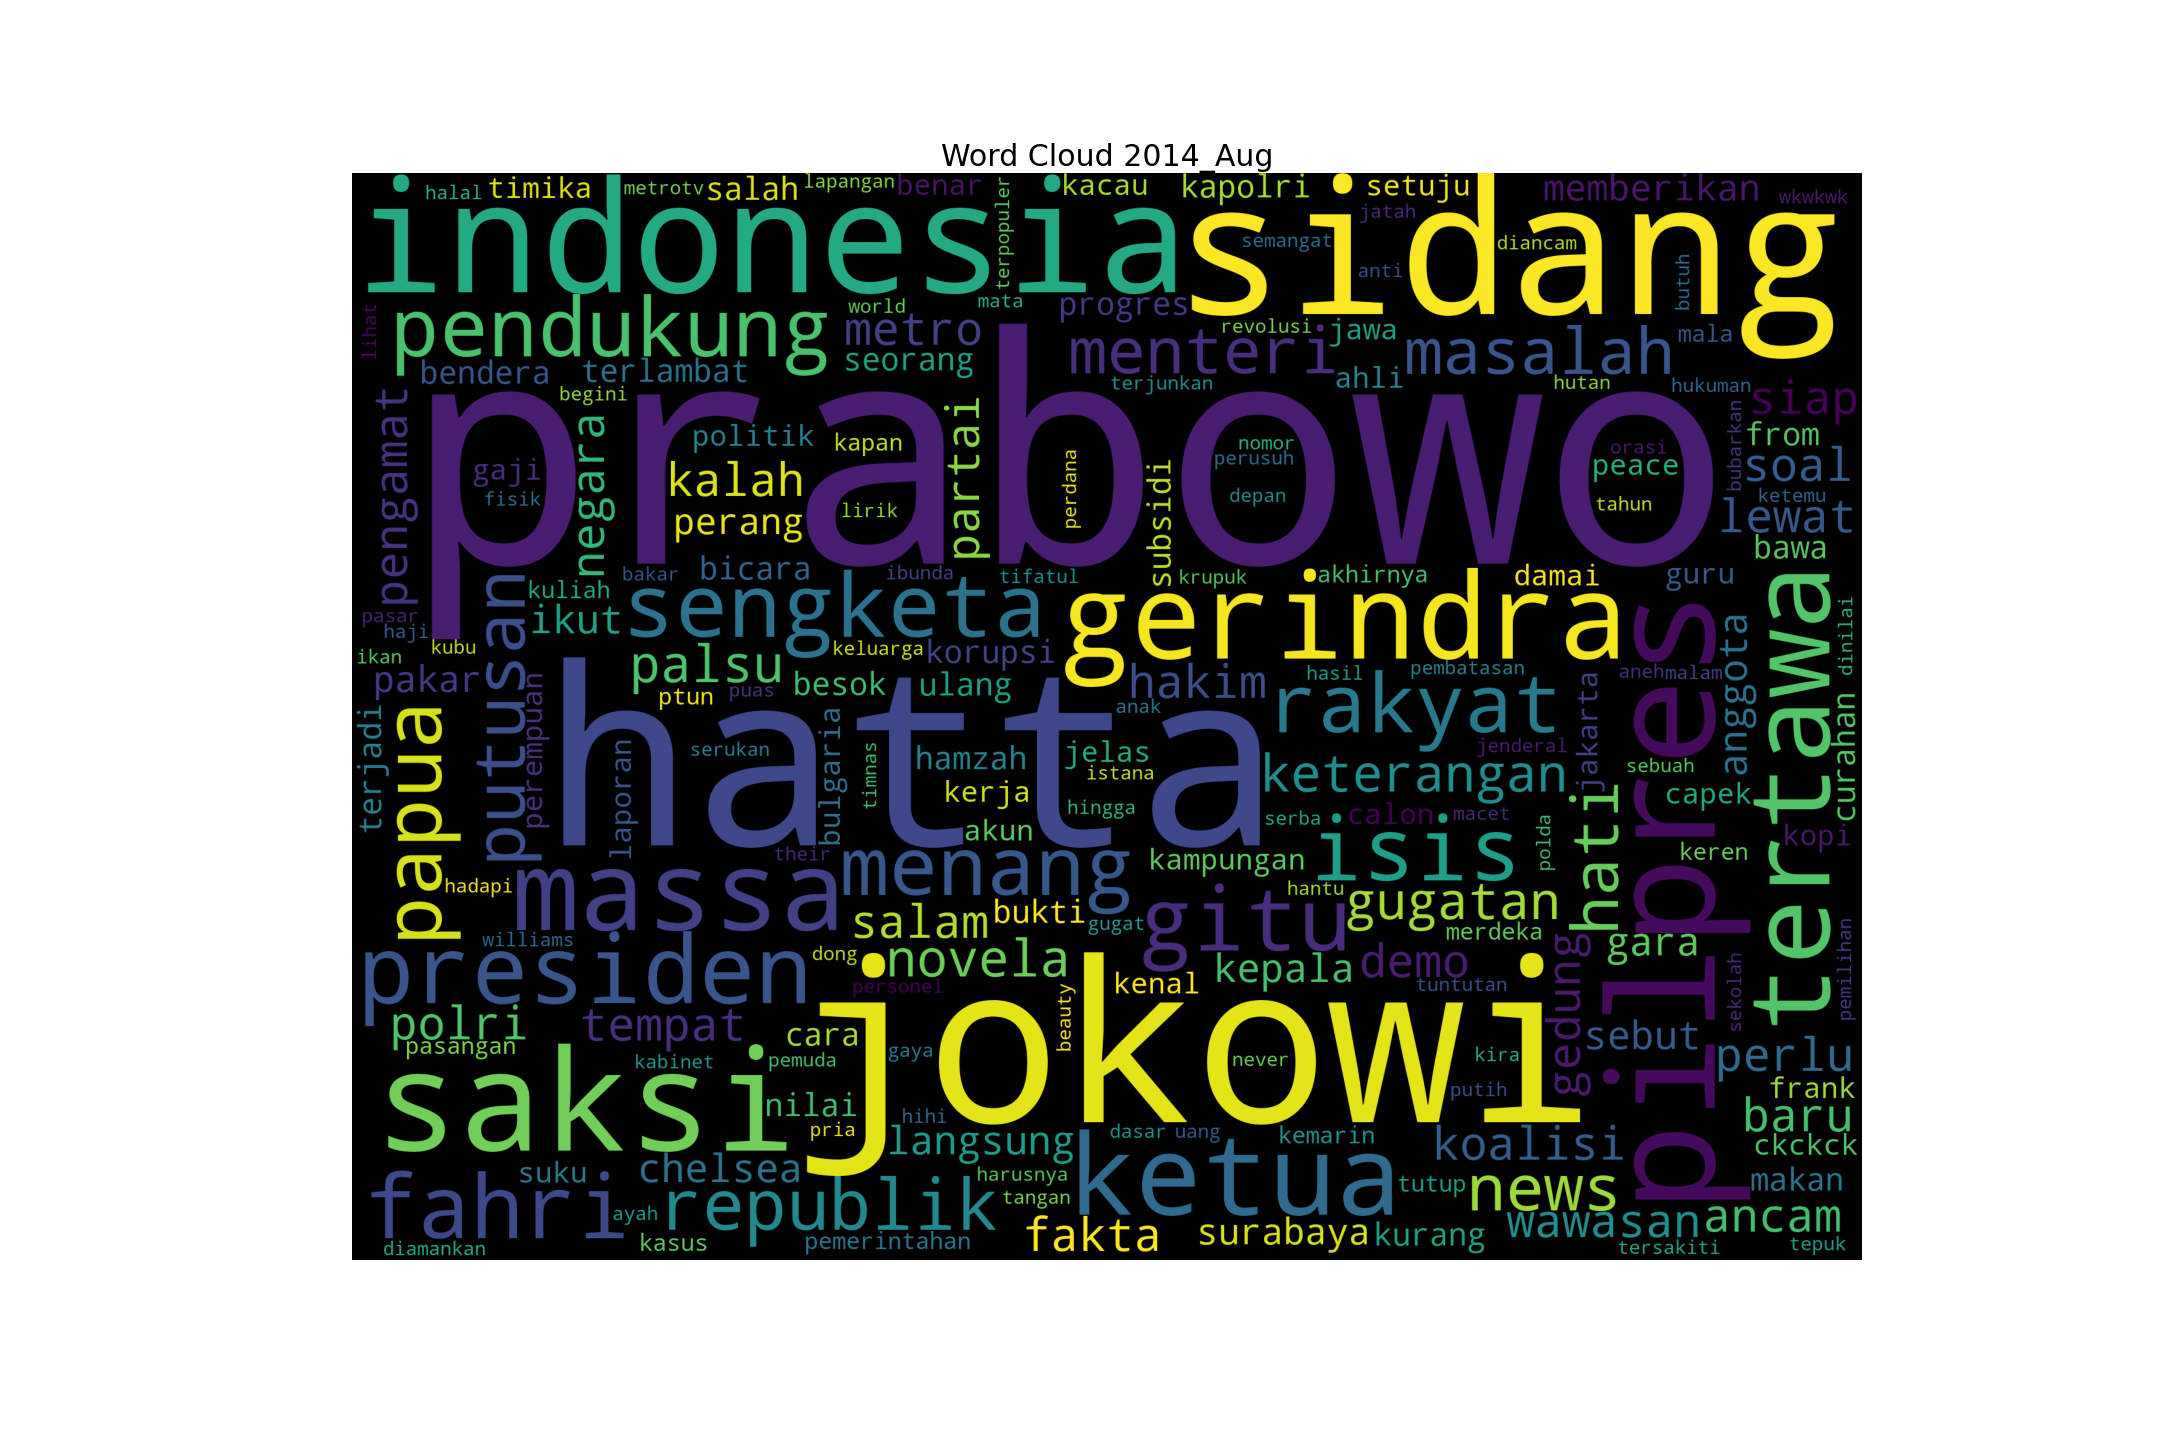 Word Cloud 2014_Aug
halal timika metrotv salah lapangan benar terpopuler kacau kapolri setuju memberikan wkwkwk
indonesia sidang
jatah semangat anti diancam butuh
lihat pendukung world mata progres
metro revolusi jawa menteri masalah mala
seorang bendera terlambat
begini terjunkan ahli hutan hukuman siap
pengamat negara prabowo partai
politik kapan nomor orasi bubarkan from
gaji kalah perdana perusuh peace soal
fisik lirik depan tahun ketemu
perang subsidi lewat
bakar bicara ibunda tifatul krupuk akhirnya damai guru bawa
kuliah putusan sengketa gerindra
pasar ikut
haji kubu keluarga korupsi anggota dinilai
ikan palsu hasil pembatasan aneh malam
pakar ptun puas besok ulang hakim rakyat
terjadi papua perempuan hatta anak jakarta tertawa
laporan serukan bulgaria timnas hamzah jelas jenderal
istana keterangan sebuah curahan
kerja hingga hati capek
akun serba calon macet polda kopi
their isis keren
massa menang kampungan
hadapi hantu
salam bukti gugat gitu gugatan merdeka pilpres
williams dong novela kepala demo gara
presiden personel kenal tuntutan gedung sekolah pemilihan
polri tempat cara beauty jokowi sebut
pasangan kabinet pemuda gaya never kira perlu
saksi nilai putih frank
hihi baru
pria langsung dasar uang kemarin koalisi ckckck
suku chelsea harusnya makan
fahri ayah republik tangan ketua tutup news
kasus pemerintahan fakta surabaya kurang wawasan ancam
diamankan tersakiti tepuk